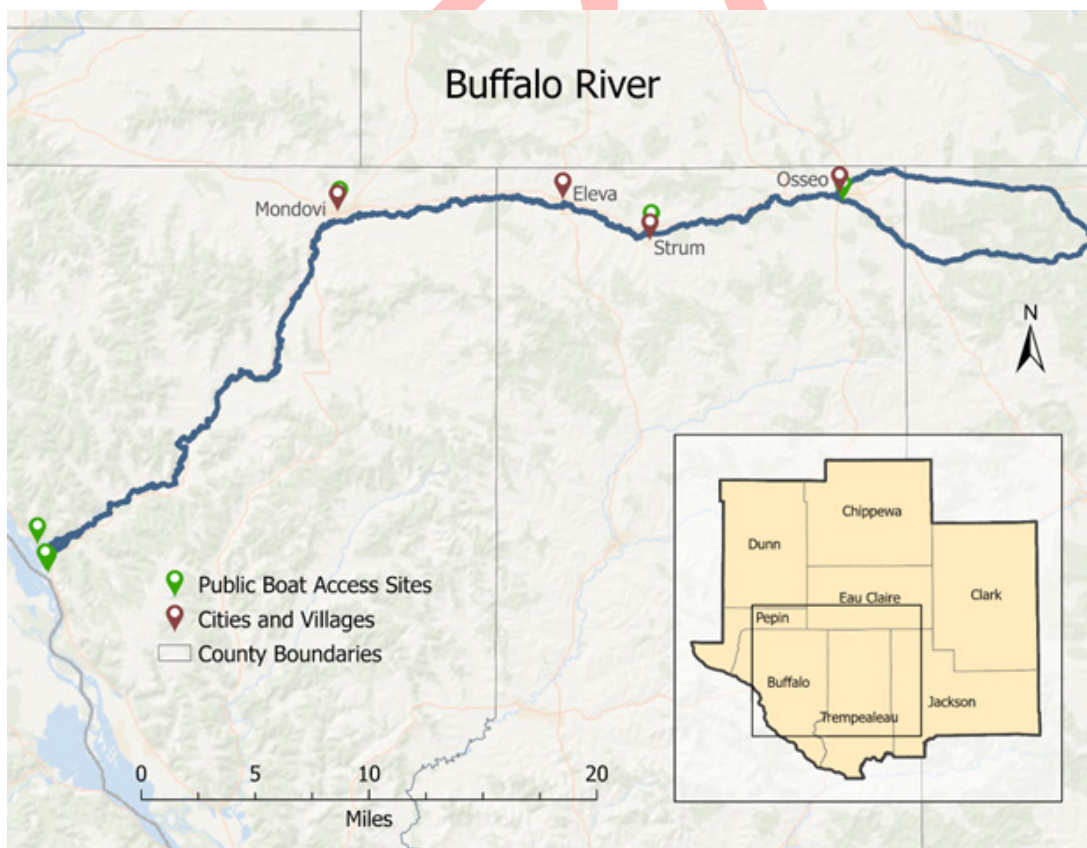 Buffalo River
Osseo
Eleva
Mondovi
Strum
N
Public Boat Access Sites
Cities and Villages
County Boundaries
0 5 10 20
Miles
Chippewa
Dunn
Eau Claire
Clark
Pepin
Buffalo
Jackson
Trempealeau